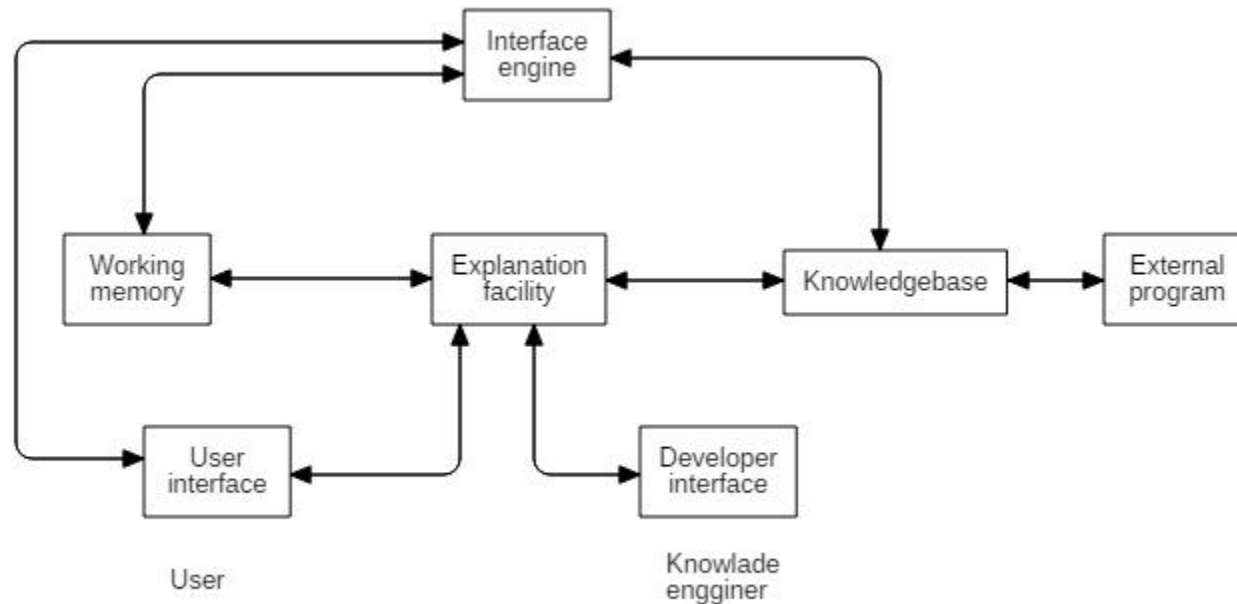 Interface
engine
Working
memory
Explanation
facility
Knowledgebase
External
program
User
interface
Developer
interface
User
Knowlade
engginer